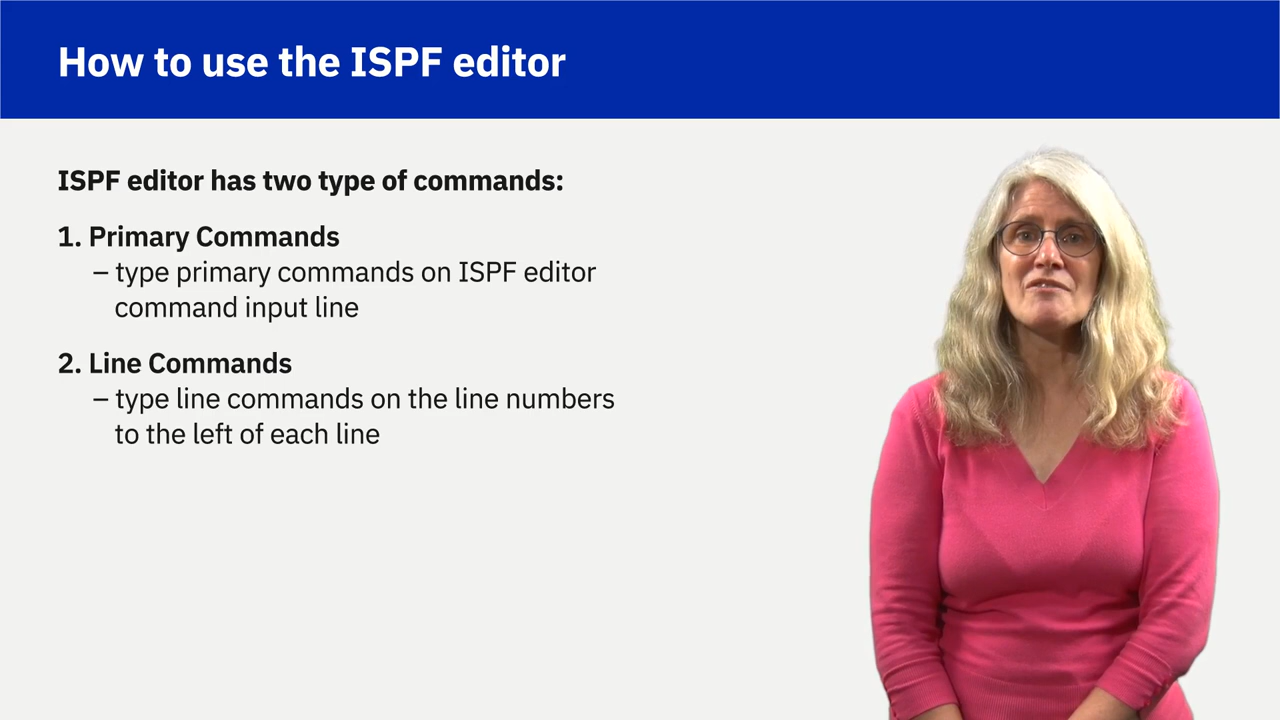 How to use the ISPF editor
ISPF editor has two type of commands:
1. Primary Commands
– type primary commands on ISPF editor
command input line
2. Line Commands
– type line commands on the line numbers
to the left of each line